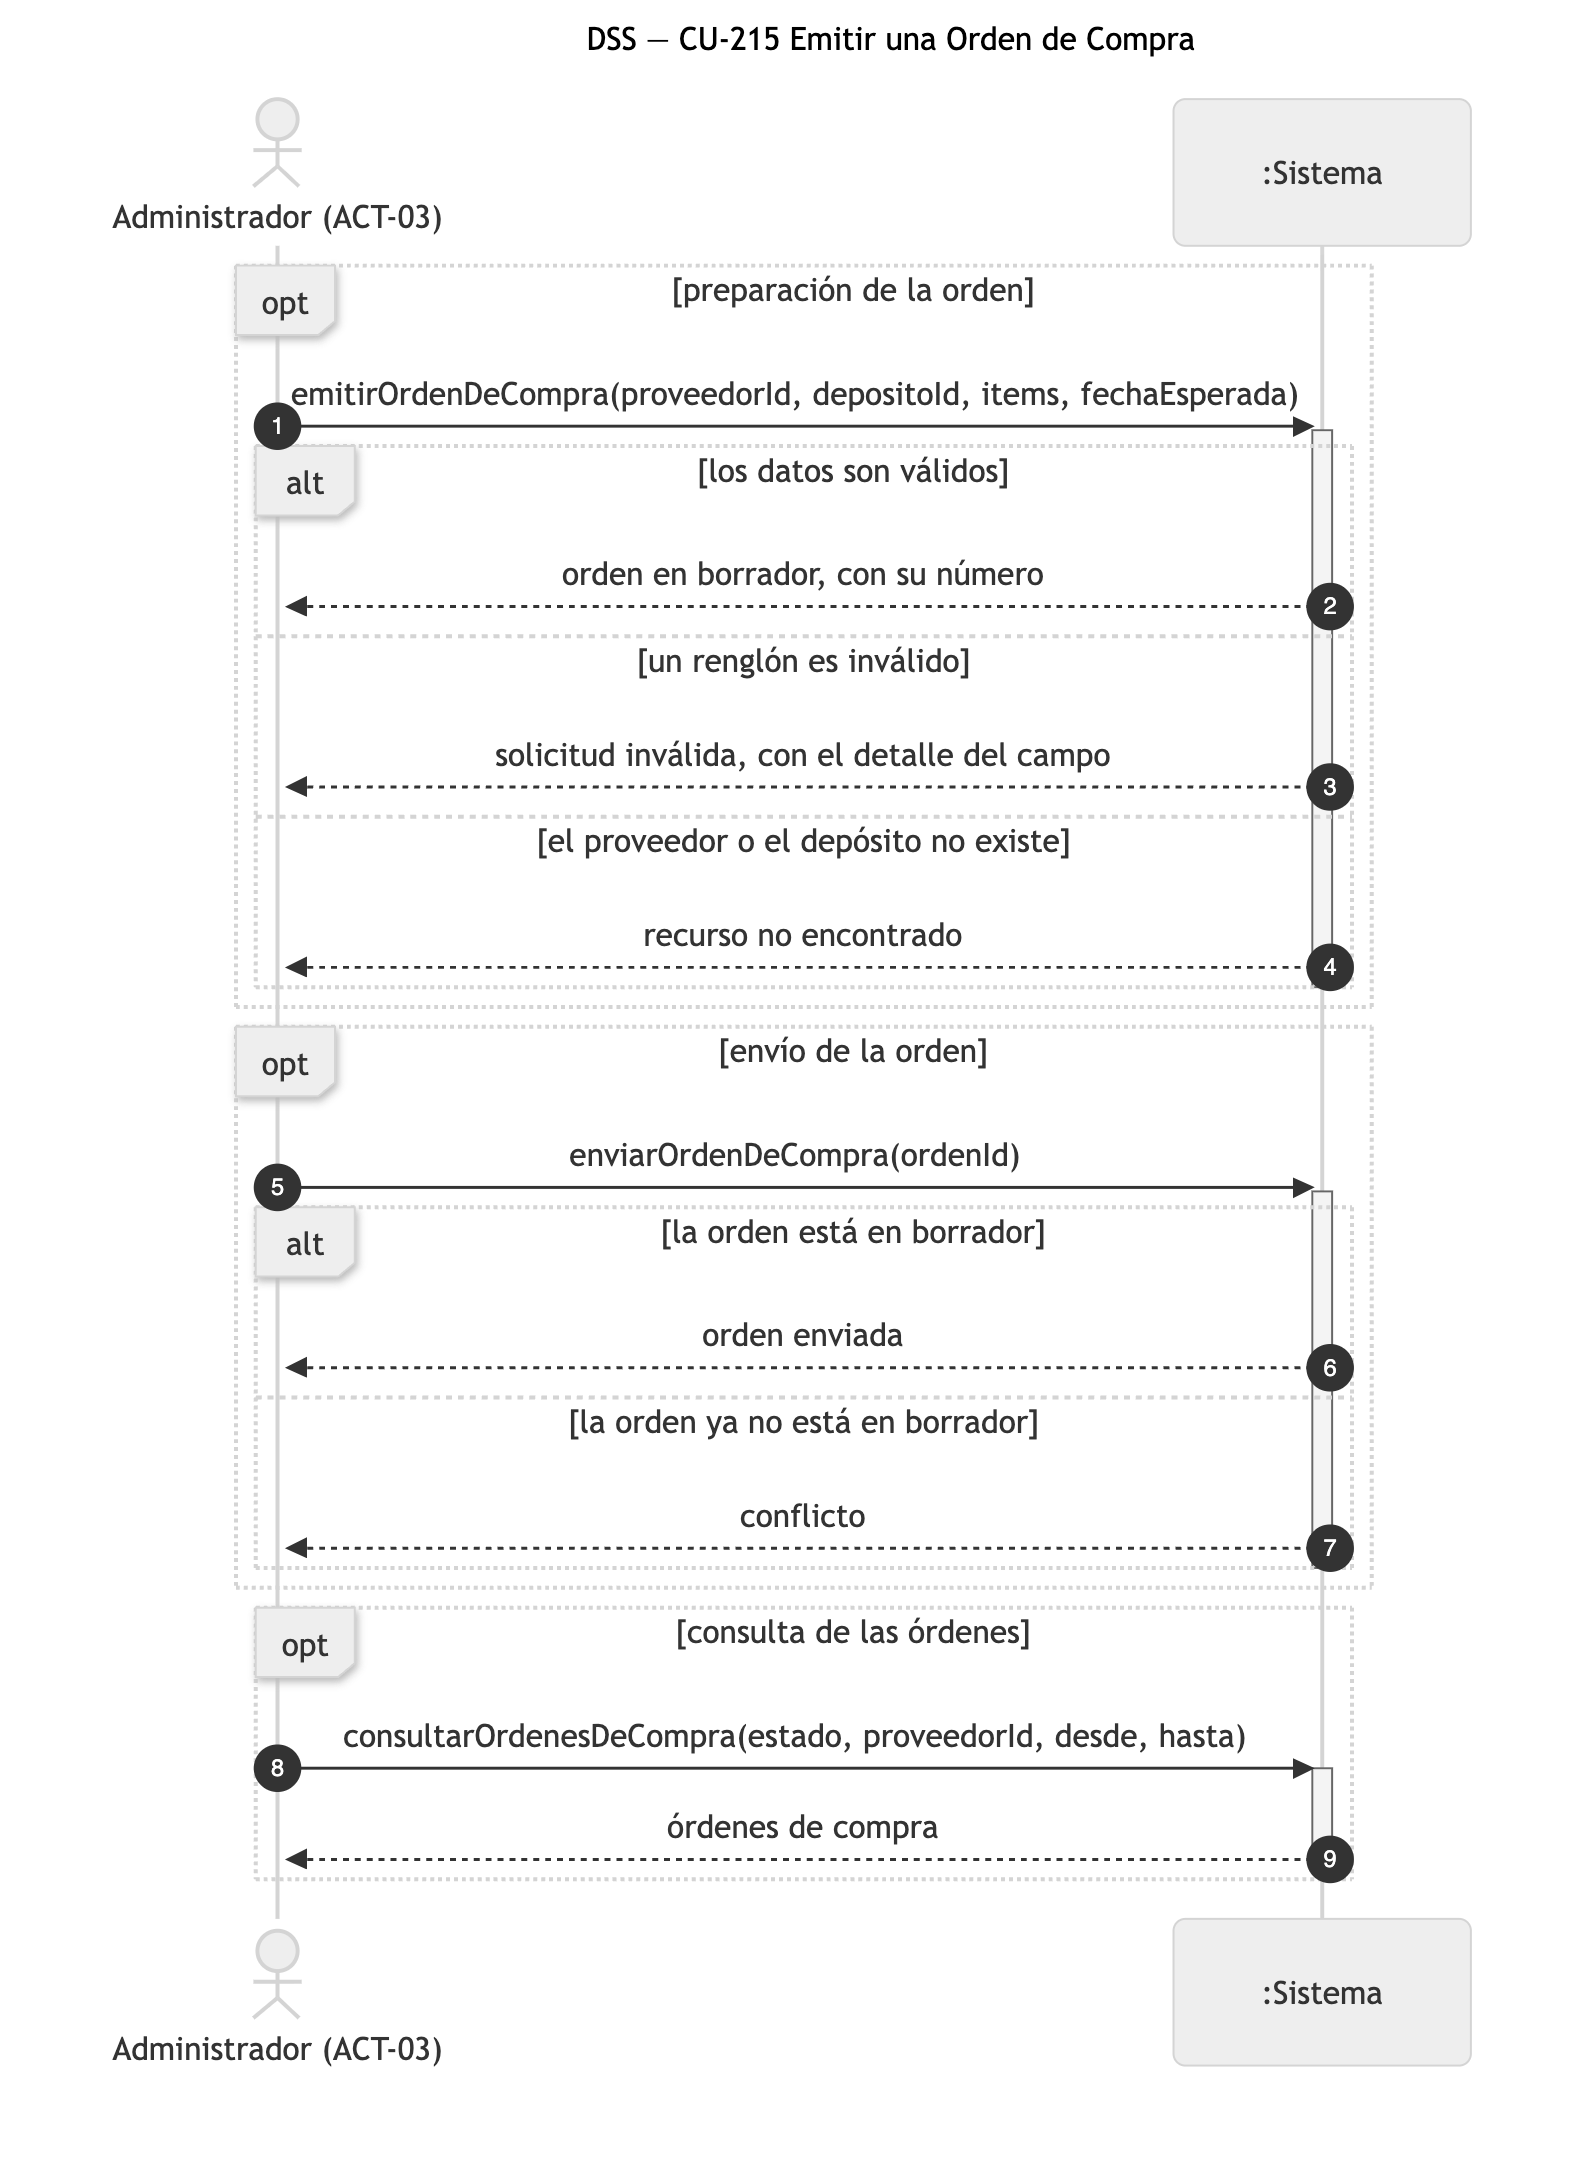 DSS — CU-215 Emitir una Orden de Compra
Administrador (ACT-03)
:Sistema
opt
[preparación de la orden]
emitirOrdenDeCompra(proveedorId, depositoId, items, fechaEsperada)
1
alt
[los datos son válidos]
orden en borrador, con su número
2
[un renglón es inválido]
solicitud inválida, con el detalle del campo
3
[el proveedor o el depósito no existe]
recurso no encontrado
4
opt
[envío de la orden]
enviarOrdenDeCompra(ordenId)
5
alt
[la orden está en borrador]
orden enviada
6
[la orden ya no está en borrador]
conflicto
7
opt
[consulta de las órdenes]
consultarOrdenesDeCompra(estado, proveedorId, desde, hasta)
8
órdenes de compra
9
Administrador (ACT-03)
:Sistema